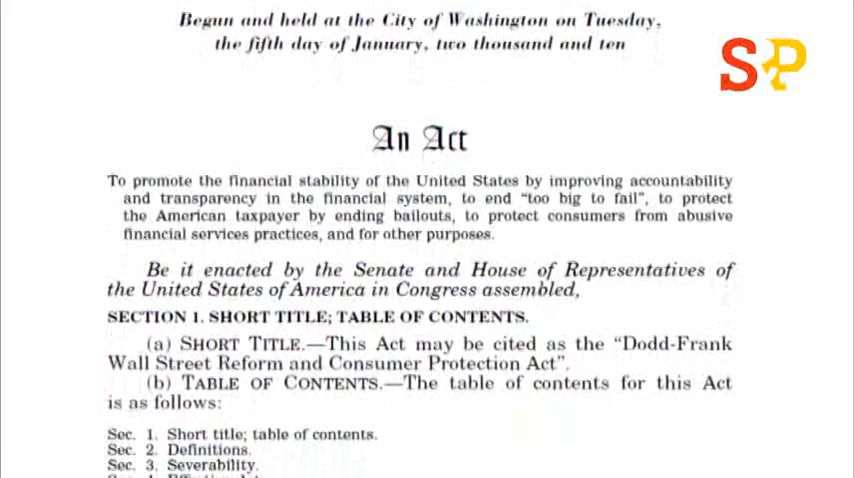 Begun and held at the City of Washington on Tuesday,
the fifth day of January, two thousand and ten
SP
An Act
To promote the financial stability of the United States by improving accountability
and transparency in the financial system, to end “too big to fail”, to protect
the American taxpayer by ending bailouts, to protect consumers from abusive
financial services practices, and for other purposes.
Be it enacted by the Senate and House of Representatives of
the United States of America in Congress assembled,
SECTION 1. SHORT TITLE; TABLE OF CONTENTS.
(a) SHORT TITLE.—This Act may be cited as the “Dodd-Frank
Wall Street Reform and Consumer Protection Act”.
(b) TABLE OF CONTENTS.—The table of contents for this Act
is as follows:
Sec. 1. Short title; table of contents.
Sec. 2. Definitions.
Sec. 3. Severability.